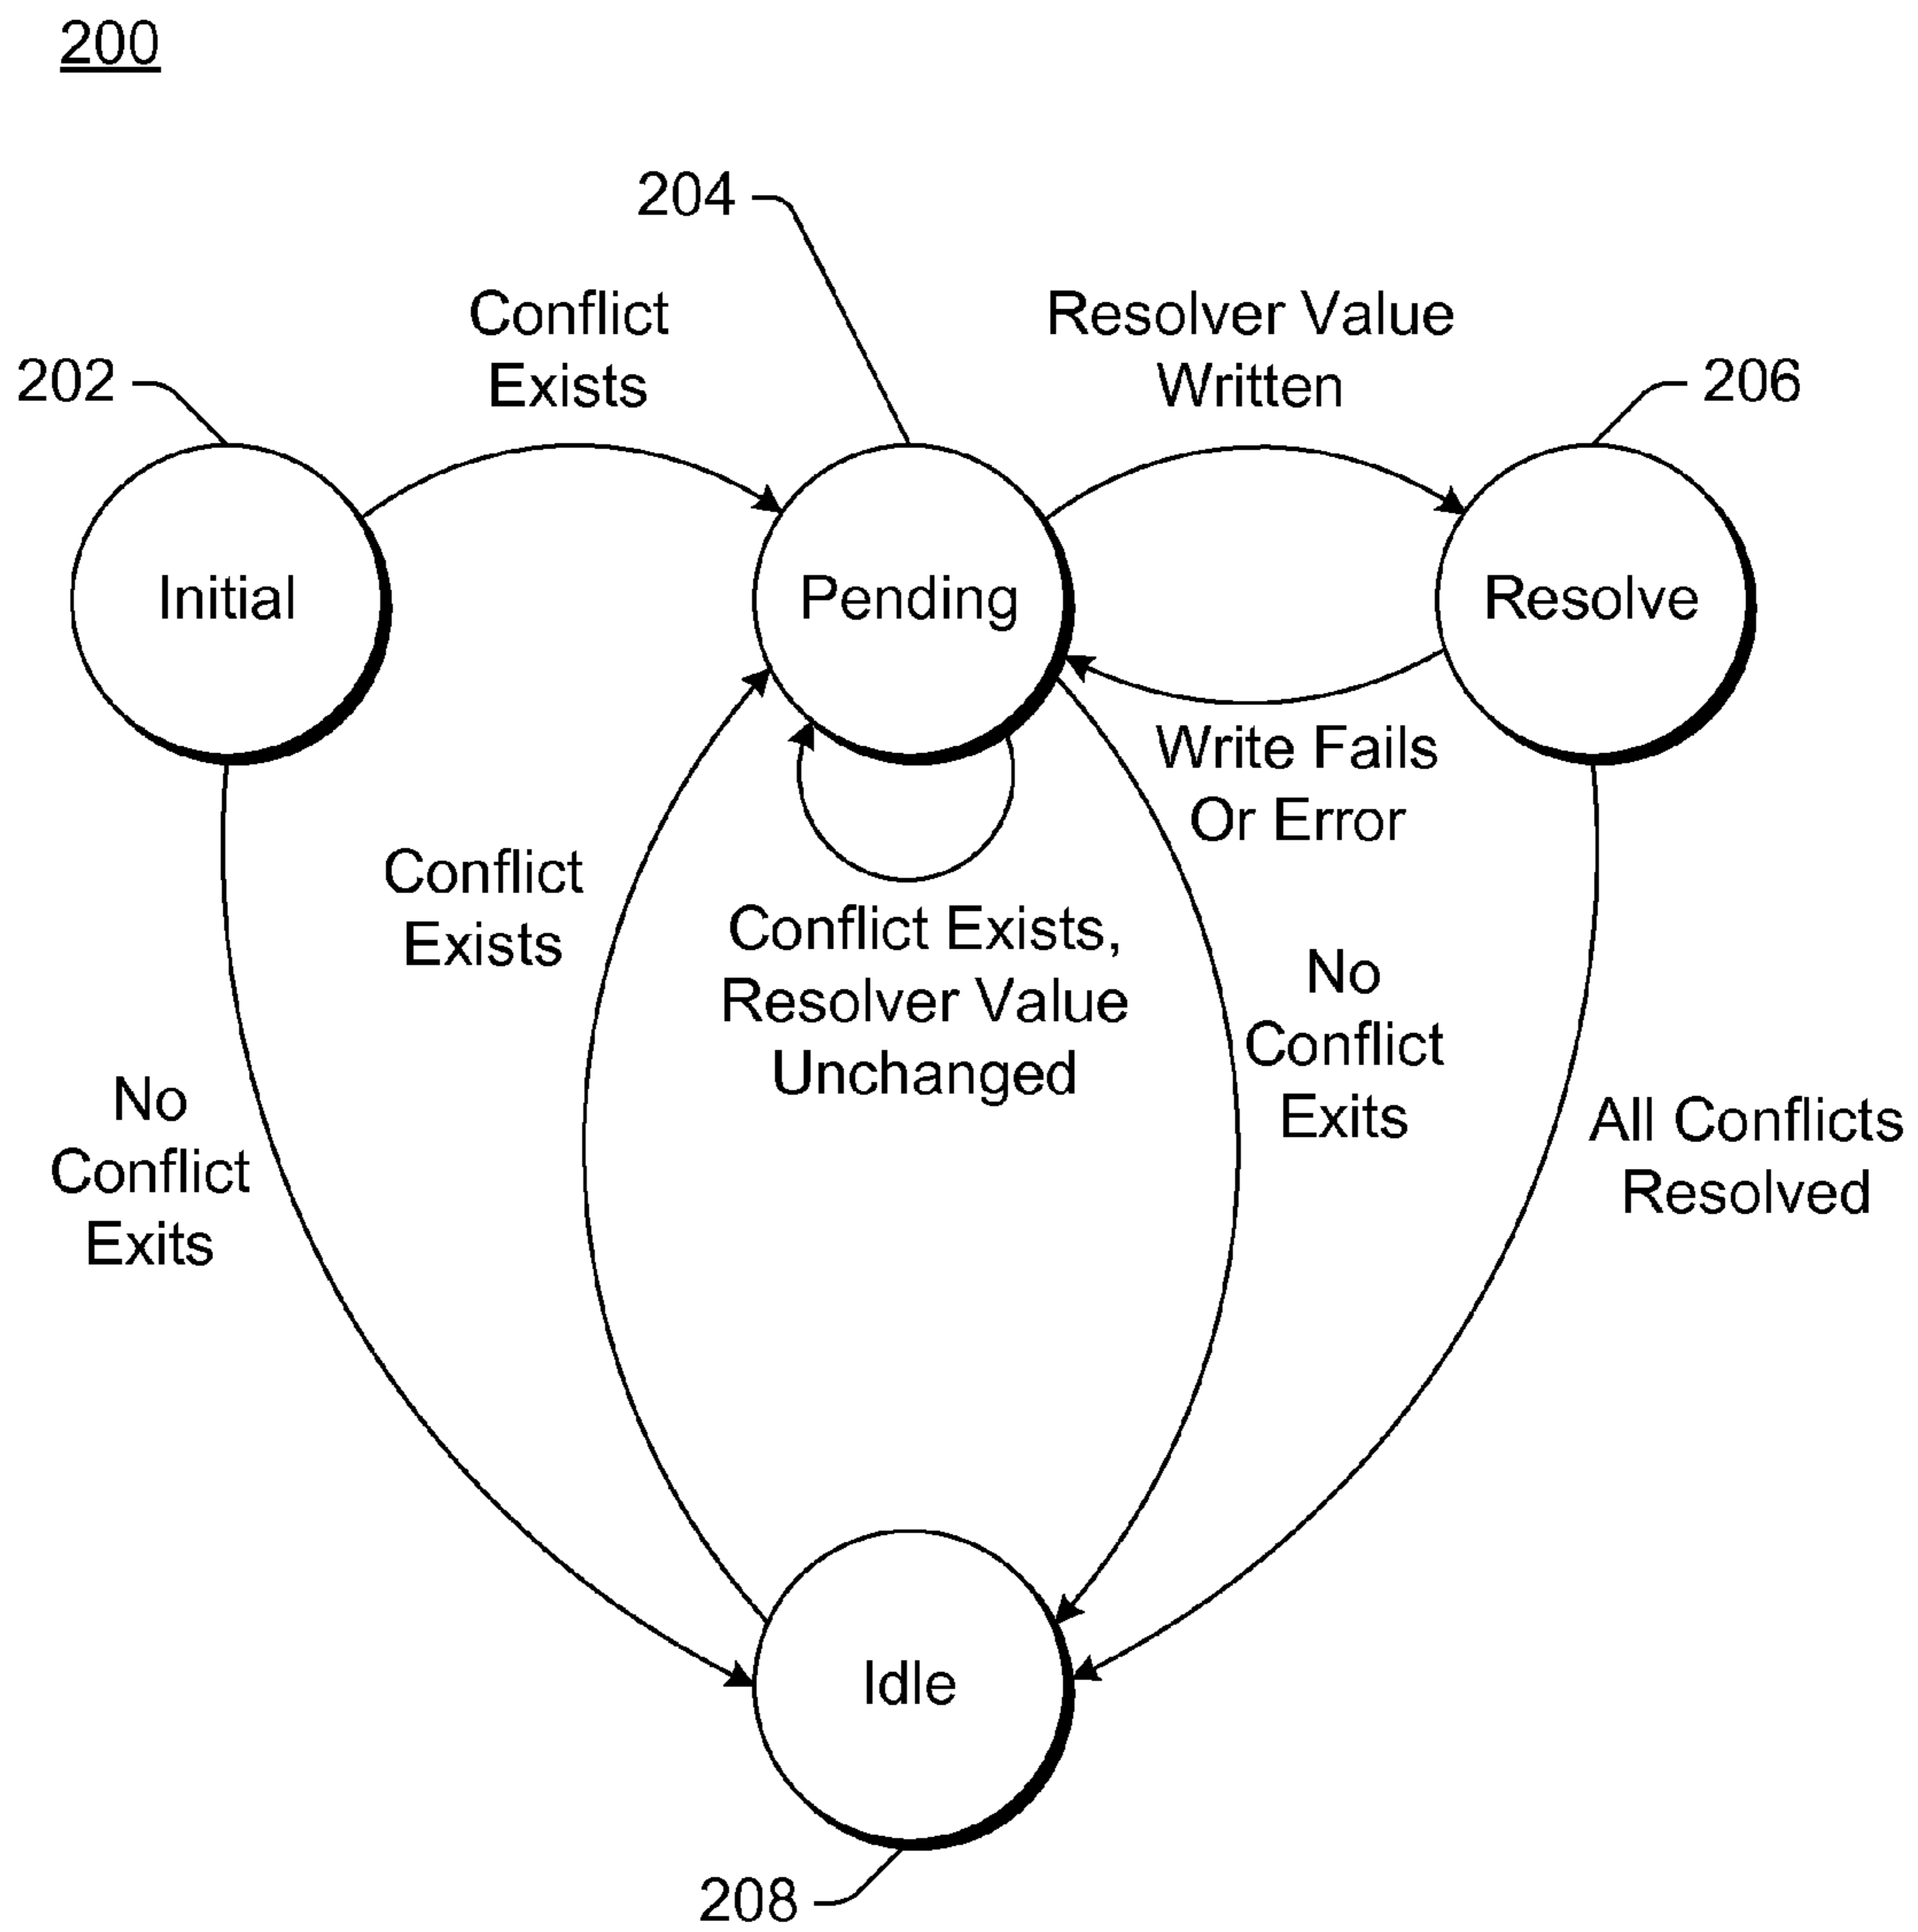 200
204
Conflict
Exists
Resolver Value
Written
202
206
Initial
Pending
Resolve
Write Fails
Or Error
Conflict
Exists
Conflict Exists,
Resolver Value
Unchanged
No
Conflict
Exits
No
Conflict
Exits
All Conflicts
Resolved
Idle
208